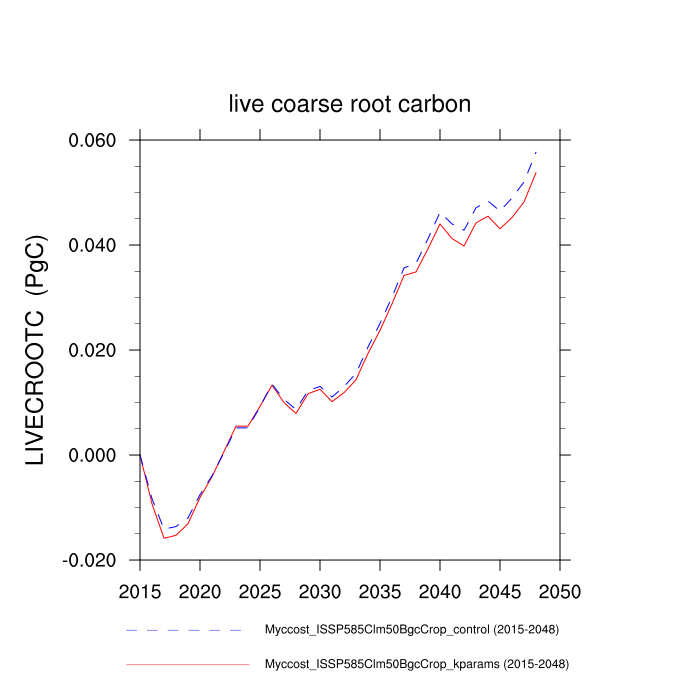 live coarse root carbon
0.060
0.040
0.020
0.000
-0.020
LIVECROOTC (PgC)
2015 2020 2025 2030 2035 2040 2045 2050
Myccost_ISSP585Clm50BgcCrop_control (2015-2048)
Myccost_ISSP585Clm50BgcCrop_kparams (2015-2048)